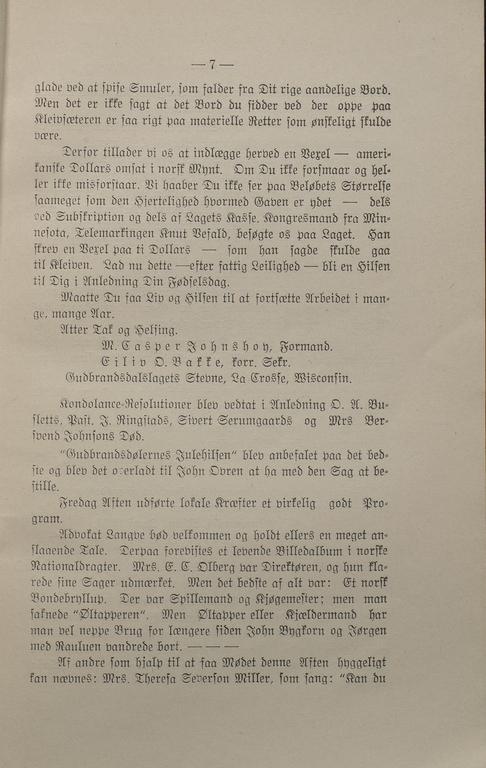 — 7 —
glade ved at spise Smuler, som falder fra Dit rige aandelige Bord.
Men det er ikke sagt at det Bord du sidder ved der oppe paa
Kleivsæteren er saa rigt paa materielle Retter som ønskeligt skulde
være.
Derfor tillader vi os at indlægge herved en Vexel — ameri-
kanske Dollars omsat i norsk Mynt. Om Du ikke forsmaar og hel-
ler ikke misforstaar. Vi haaber Du ikke ser paa Beløbets Størrelse
saameget som den Hjertelighed hvormed Gaven er ydet — dels
ved Subskription og dels af Lagets Kasse. Kongresmand fra Min-
nesota, Telemarkingen Knut Vefald, besøgte os paa Laget. Han
skrev en Vexel paa ti Dollars — som han sagde skulde gaa
til Kleiven. Lad nu dette —efter fattig Leilighed— bli en Hilsen
til Dig i Anledning Din Fødselsdag.
Maatte Du faa Liv og Hilsen til at fortsætte Arbeidet i man-
ge, mange Aar.
Atter Tak og Helsing.
M. Casper Johnshoy, Formand.
Eiliv O. Bakke, korr. Sekr.
Gudbrandsdalslagets Stevne, La Crosse, Wisconsin.
Kondolance-Resolutioner blev vedtat i Anledning O. A. Bu-
sletts, Past. J. Ringstads, Sivert Serumgaards og Mrs Ber-
svend Johnsons Død.
"Gudbrandsdølernes Julehilsen" blev anbefalet paa det bed-
ste og blev det overladt til John Ovren at ha med den Sag at be-
stille.
Fredag Aften udførte lokale Kræfter et virkelig godt Pro-
gram.
Advokat Langve bød velkommen og holdt ellers en meget an-
slaaende Tale. Derpaa forevistes et levende Billedalbum i norske
Nationaldragter. Mrs. E. C. Olberg var Direktøren, og hun kla-
rede sine Sager udmærket. Men det bedste af alt var: Et norsk
Bondebryllup. Der var Spillemand og Kjøgemester; men man
saknede "Øltapperen". Men Øltapper eller Kjældermand har
man vel neppe Brug for længere siden John Bygkorn og Jørgen
med Nauluen vandrede bort. — — —
Af andre som hjalp til at faa Mødet denne Aften hyggeligt
kan nævnes: Mrs. Theresa Severson Miller, som sang: "Kan du